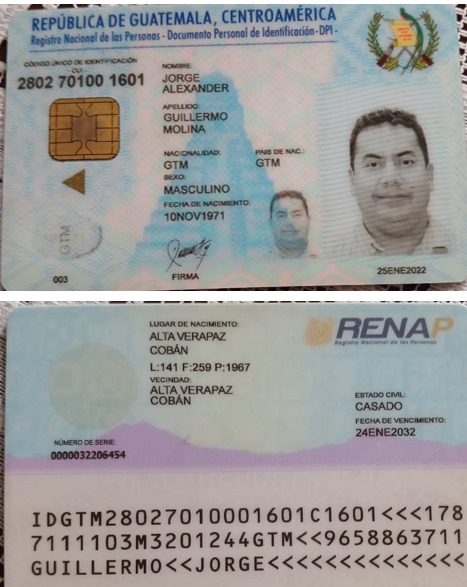 REPÚBLICA DE GUATEMALA, CENTROAMÉRICA
Registro Nacional de las Personas - Documento Personal de Identificación-DPI-
CÓDIGO ÚNICO DE IDENTIFICACIÓN
- CUI -
2802 70100 1601
NOMBRE:
JORGE
ALEXANDER
APELLIDO:
GUILLERMO
MOLINA
NACIONALIDAD:
GTM
PAIS DE NAC.:
GTM
SEXO:
MASCULINO
FECHA DE NACIMIENTO:
10NOV1971
GTM
003
FIRMA
25ENE2022
LUGAR DE NACIMIENTO:
ALTA VERAPAZ
COBÁN
L:141 F:259 P:1967
VECINDAD:
ALTA VERAPAZ
COBÁN
RENAP
Registro Nacional de las Personas
ESTADO CIVIL:
CASADO
FECHA DE VENCIMIENTO:
24ENE2032
NÚMERO DE SERIE:
0000032206454
IDGTM28027010001601C1601<<<178
7111103M3201244GTM<<9658863711
GUILLERMO<<JORGE<<<<<<<<<<<<<<